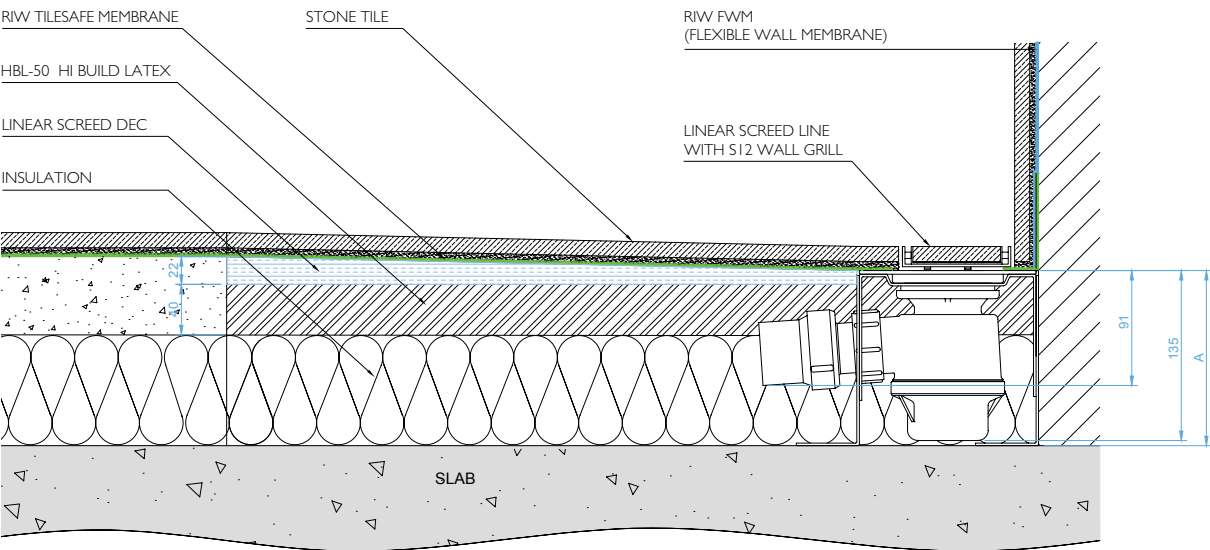 RIW TILESAFE MEMBRANE
STONE TILE
RIW FWM
(FLEXIBLE WALL MEMBRANE)
HBL-50 HI BUILD LATEX
LINEAR SCREED DEC
LINEAR SCREED LINE
WITH S12 WALL GRILL
INSULATION
22
40
91
135
A
SLAB